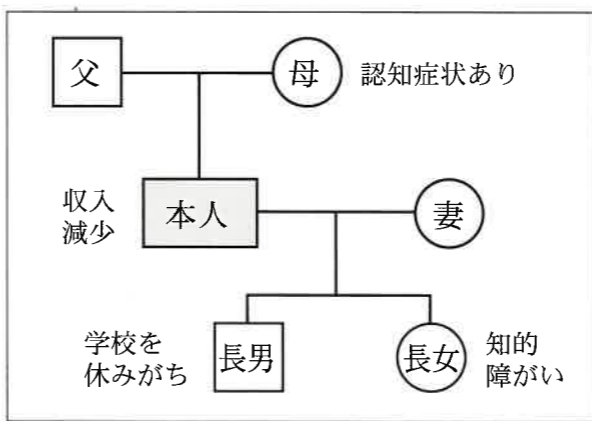 父
母
認知症状あり
収入
減少
本人
妻
学校を
休みがち
長男
長女
知的
障がい